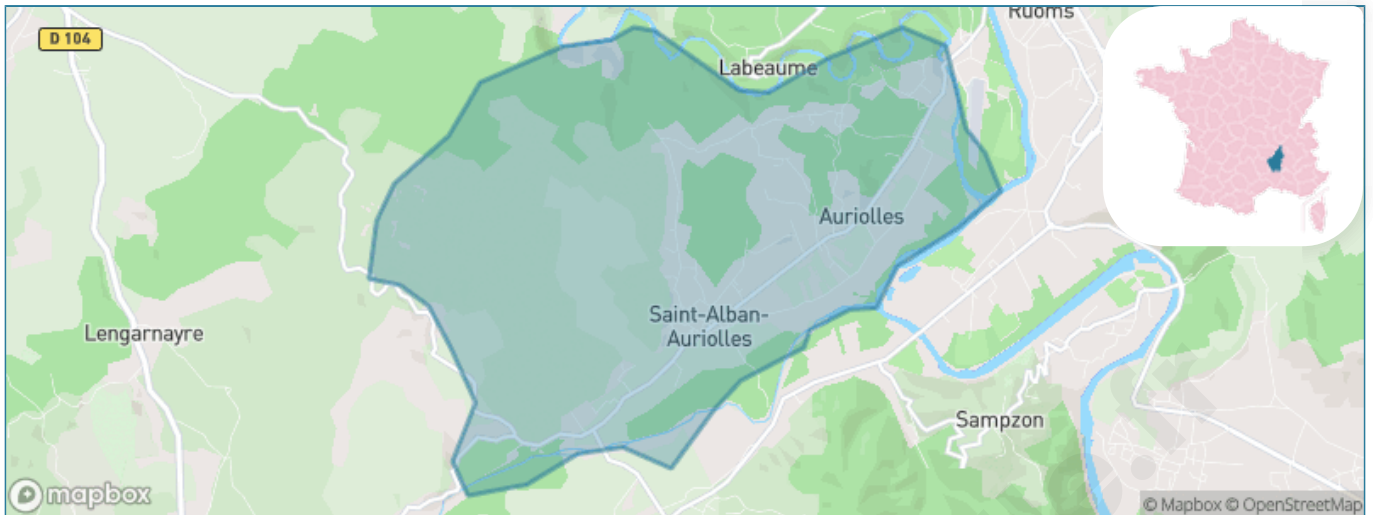 Ruoms
D 104
Labeaume
Auriolles
Saint-Alban-
Auriolles
Lengarnayre
Sampzon
mapbox
© Mapbox © OpenStreetMap